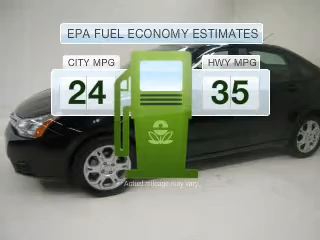 EPA FUEL ECONOMY ESTIMATES
CITY MPG
HWY MPG
24
35
Actual mileage may vary.